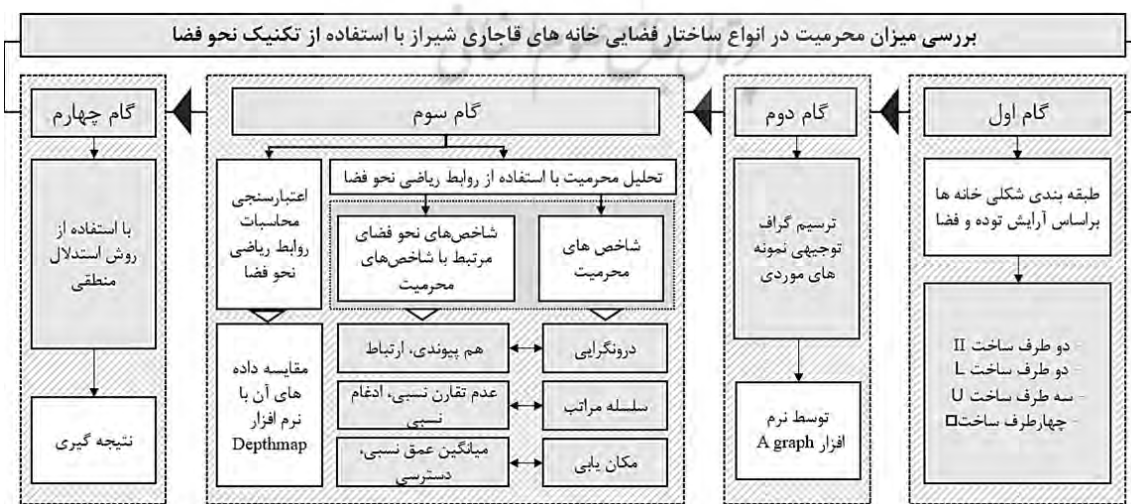 بررسی میزان محرمیت در انواع ساختار فضایی خانه های قاجاری شیراز با استفاده از تکنیک نحو فضا
گام اول
طبقه بندی شکلی خانه ها
براساس آرایش توده و فضا
- دو طرف ساخت II
- دو طرف ساخت L
- سه طرف ساخت U
- چهارطرف ساخت□
گام دوم
ترسیم گراف
توجیهی نمونه
های موردی
توسط نرم
افزار A graph
گام سوم
تحلیل محرمیت با استفاده از روابط ریاضی نحو فضا
شاخص های
محرمیت
شاخص‌های نحو فضای
مرتبط با شاخص‌های
محرمیت
درونگرایی
هم پیوندی، ارتباط
سلسله مراتب
عدم تقارن نسبی، ادغام
نسبی
مکان یابی
میانگین عمق نسبی،
دسترسی
اعتبارسنجی
محاسبات
روابط ریاضی
نحو فضا
مقایسه داده
های آن با
نرم افزار
Depthmap
گام چهارم
با استفاده از
روش استدلال
منطقی
نتیجه گیری